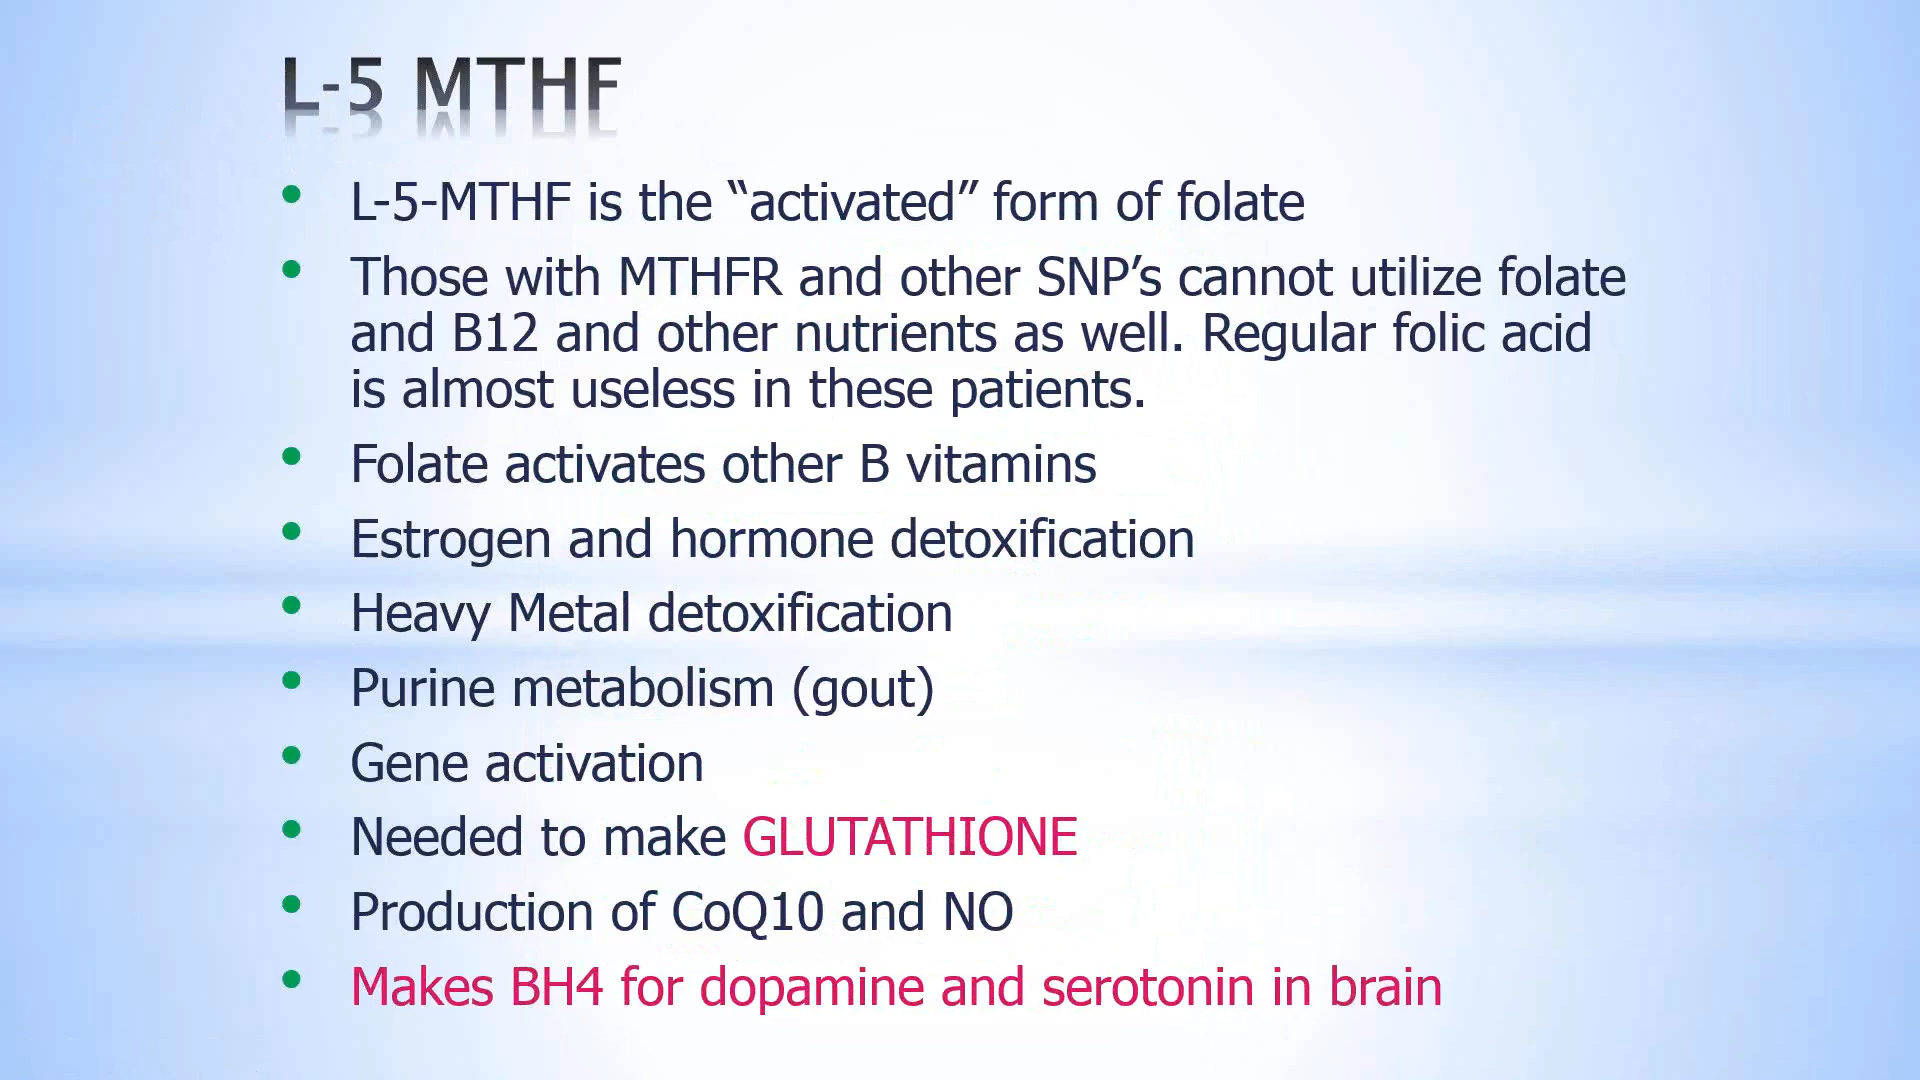 L-5 MTHF
• L-5-MTHF is the “activated” form of folate
• Those with MTHFR and other SNP’s cannot utilize folate
and B12 and other nutrients as well. Regular folic acid
is almost useless in these patients.
• Folate activates other B vitamins
• Estrogen and hormone detoxification
• Heavy Metal detoxification
• Purine metabolism (gout)
• Gene activation
• Needed to make GLUTATHIONE
• Production of CoQ10 and NO
• Makes BH4 for dopamine and serotonin in brain